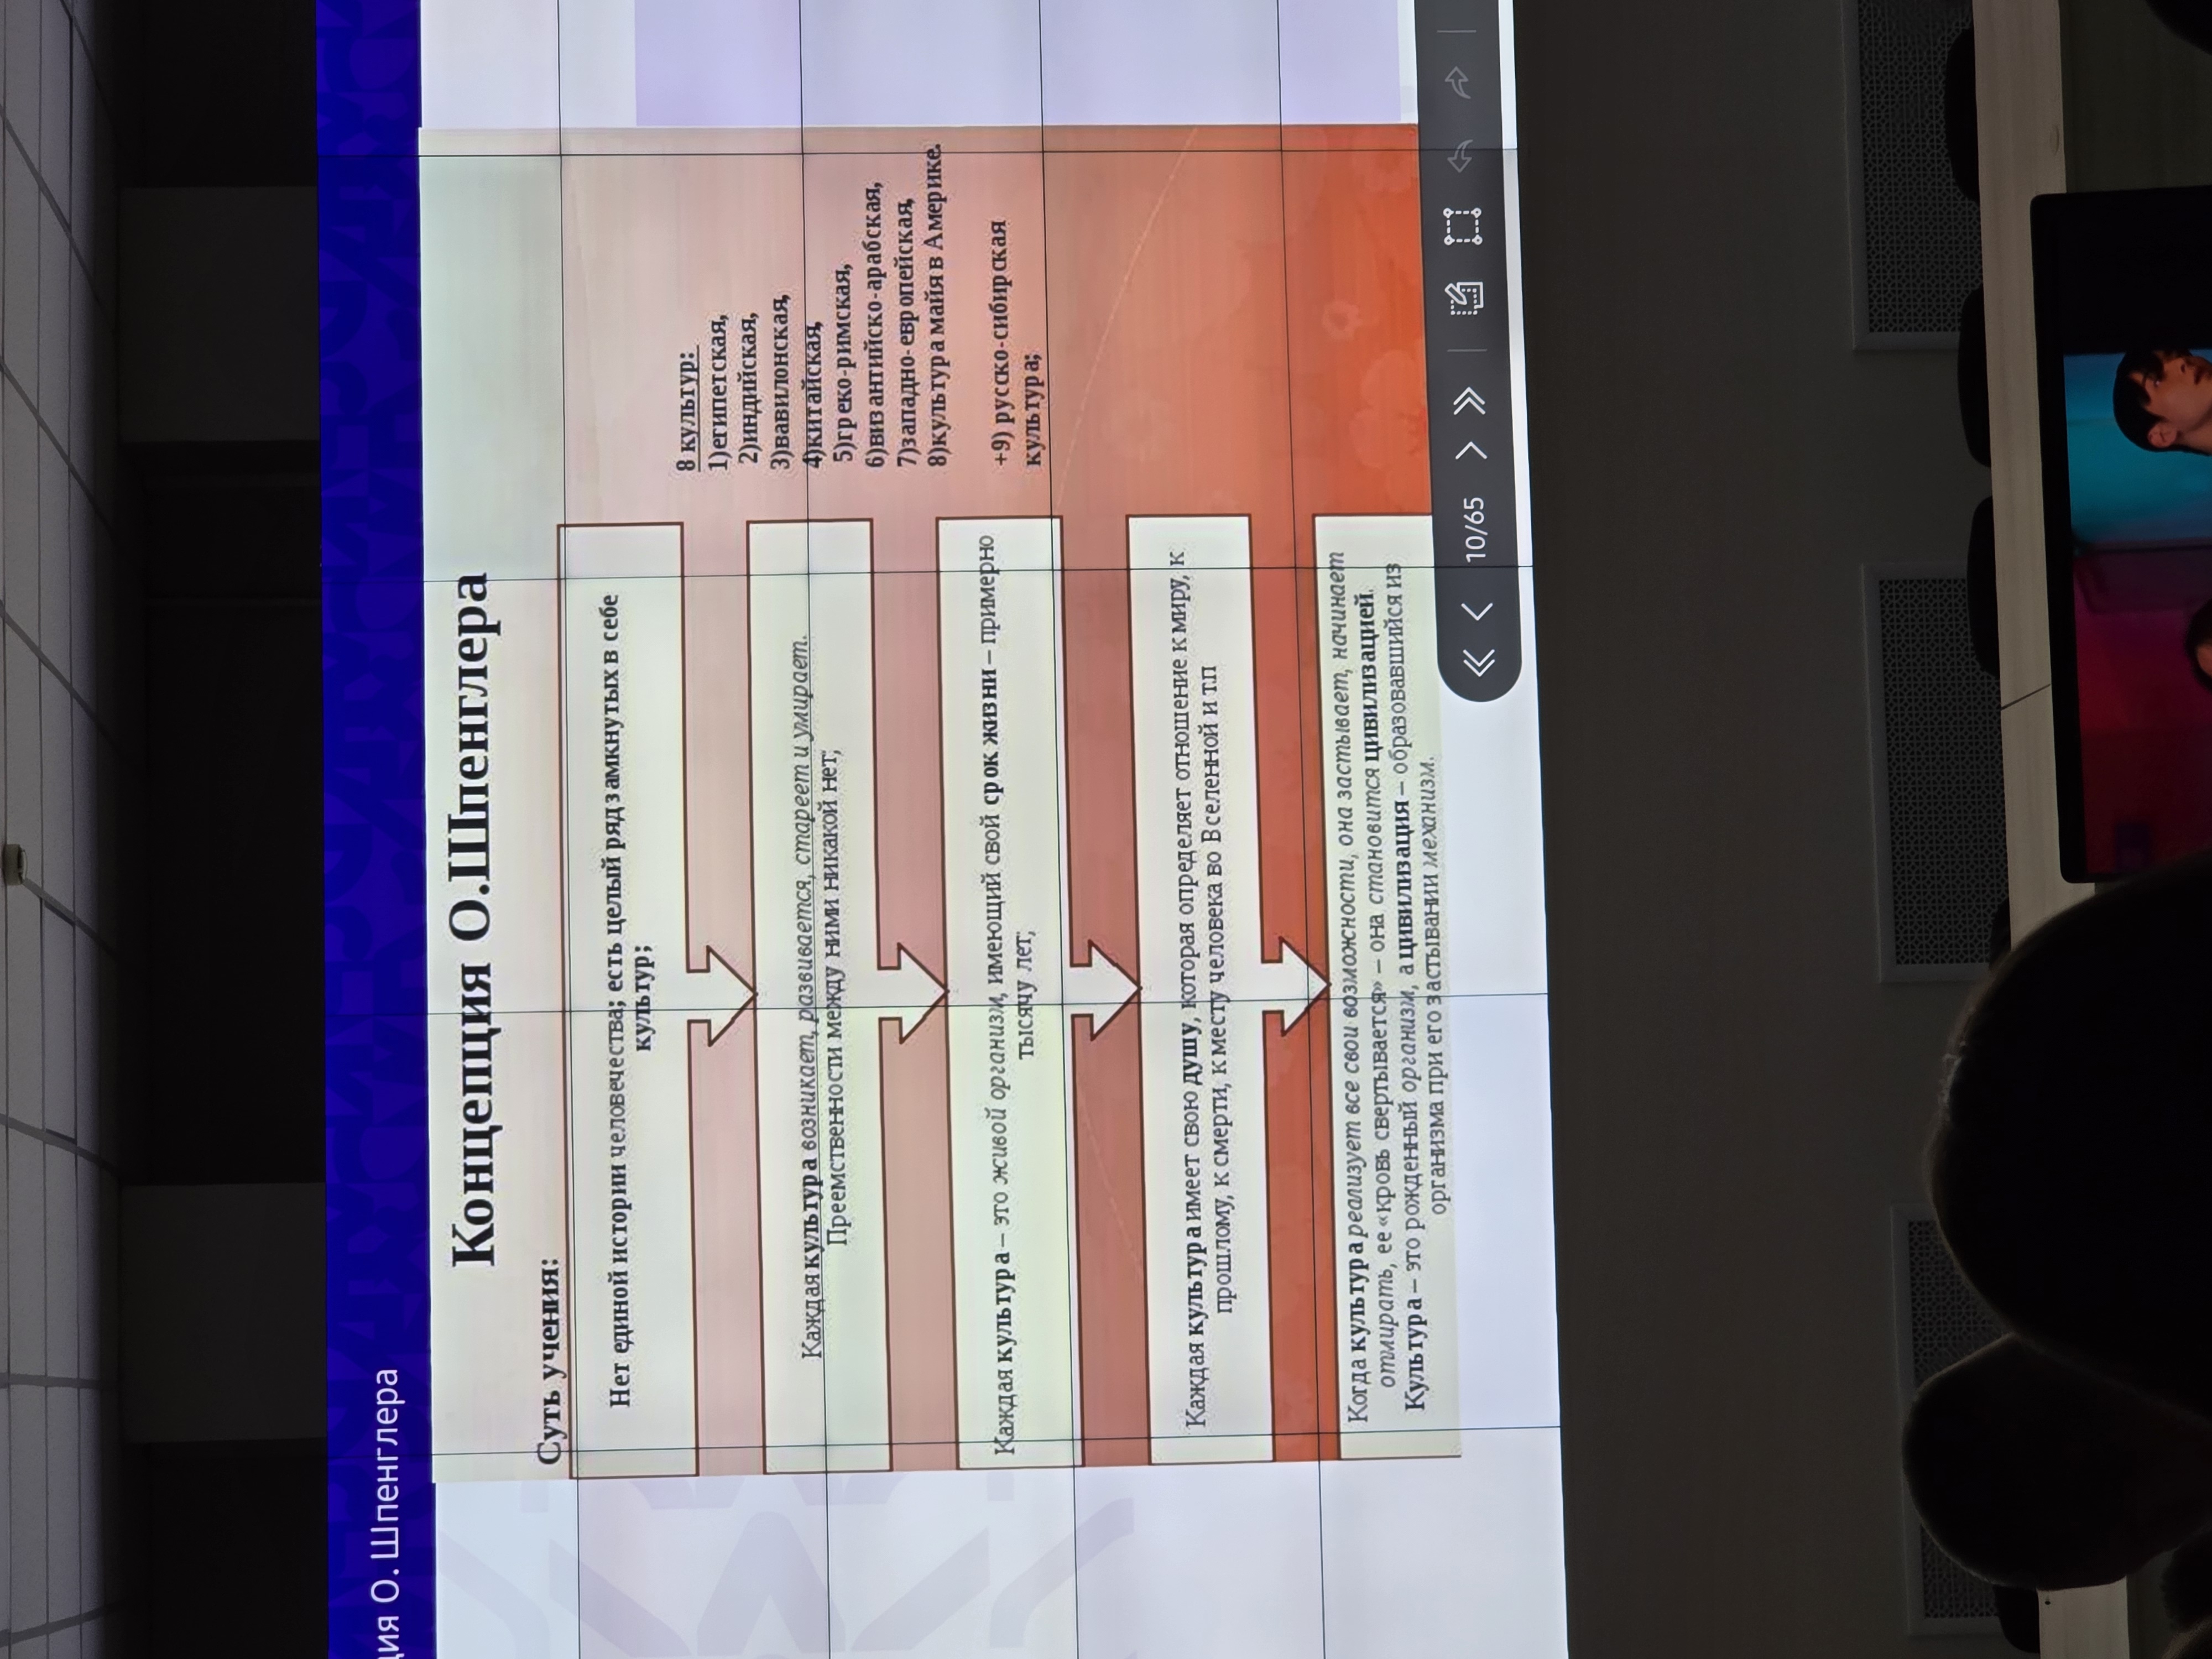 О. Шпенглера
Концепция О.Шпенглера
Суть учения:
Нет единой истории человечества; есть целый ряд замкнутых в себе
культур;
Каждая культура возникает, развивается, стареет и умирает.
Преемственности между ними никакой нет;
Каждая культура – это живой организм, имеющий свой срок жизни – примерно
тысячу лет;
Каждая культура имеет свою душу, которая определяет отношение к миру, к
прошлому, к смерти, к месту человека во Вселенной и т.п
Когда культура реализует все свои возможности, она застывает, начинает
отмирать, ее «кровь свертывается» – она становится цивилизацией.
Культура – это рожденный организм, а цивилизация – образовавшийся из
организма при его застывании механизм.
8 культур:
1)египетская,
2)индийская,
3)вавилонская,
4)китайская,
5)греко-римская,
6)византийско-арабская,
7)западно-европейская,
8)культура майя в Америке.
+9) русско-сибирская
культура;
10/65